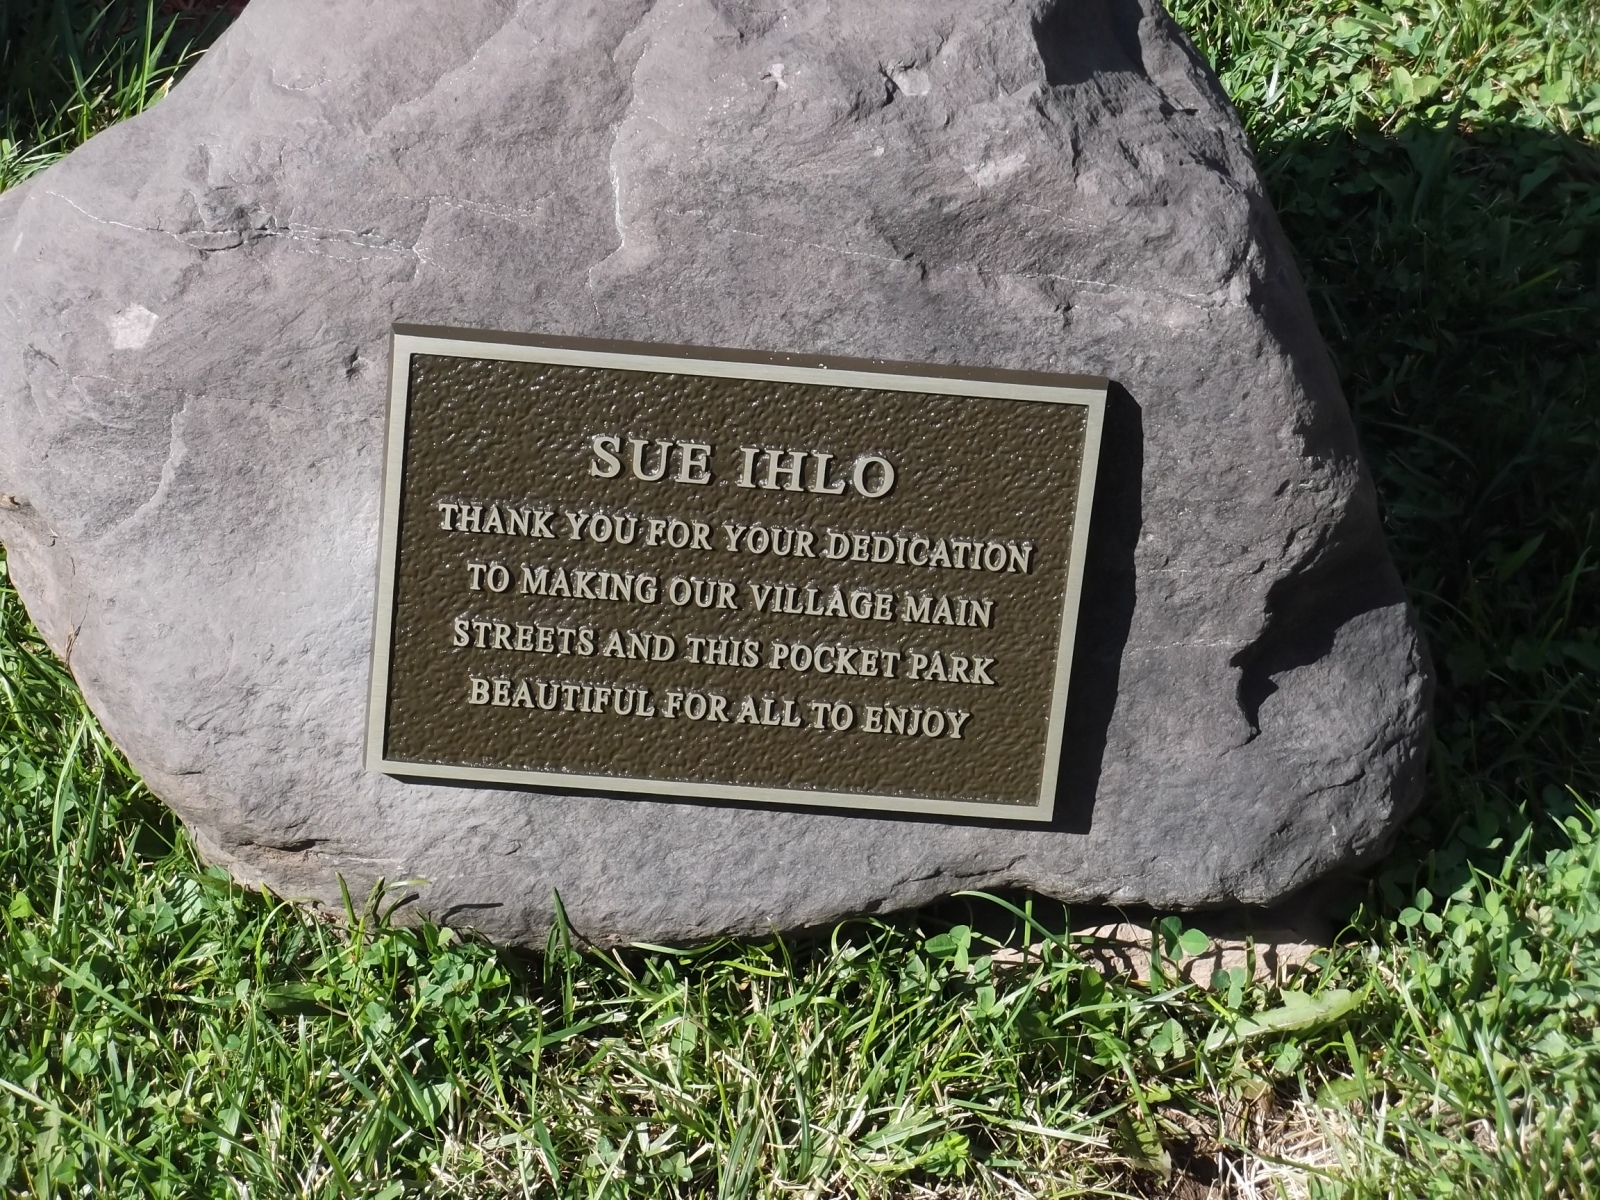 SUE IHLO
THANK YOU FOR YOUR DEDICATION
TO MAKING OUR VILLAGE MAIN
STREETS AND THIS POCKET PARK
BEAUTIFUL FOR ALL TO ENJOY